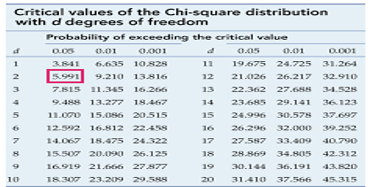 Critical values of the Chi-square distribution
with d degrees of freedom
Probability of exceeding the critical value
d 0.05 0.01 0.001 d 0.05 0.01 0.001
1 3.841 6.635 10.828 11 19.675 24.725 31.264
2 5.991 9.210 13.816 12 21.026 26.217 32.910
3 7.815 11.345 16.266 13 22.362 27.688 34.528
4 9.488 13.277 18.467 14 23.685 29.141 36.123
5 11.070 15.086 20.515 15 24.996 30.578 37.697
6 12.592 16.812 22.458 16 26.296 32.000 39.252
7 14.067 18.475 24.322 17 27.587 33.409 40.790
8 15.507 20.090 26.125 18 28.869 34.805 42.312
9 16.919 21.666 27.877 19 30.144 36.191 43.820
10 18.307 23.209 29.588 20 31.410 37.566 45.315